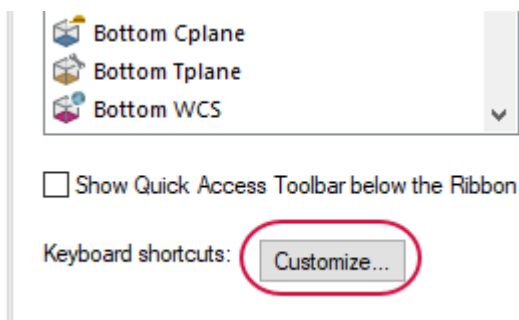 Bottom Cplane
Bottom Tplane
Bottom WCS
Show Quick Access Toolbar below the Ribbon
Keyboard shortcuts: Customize...